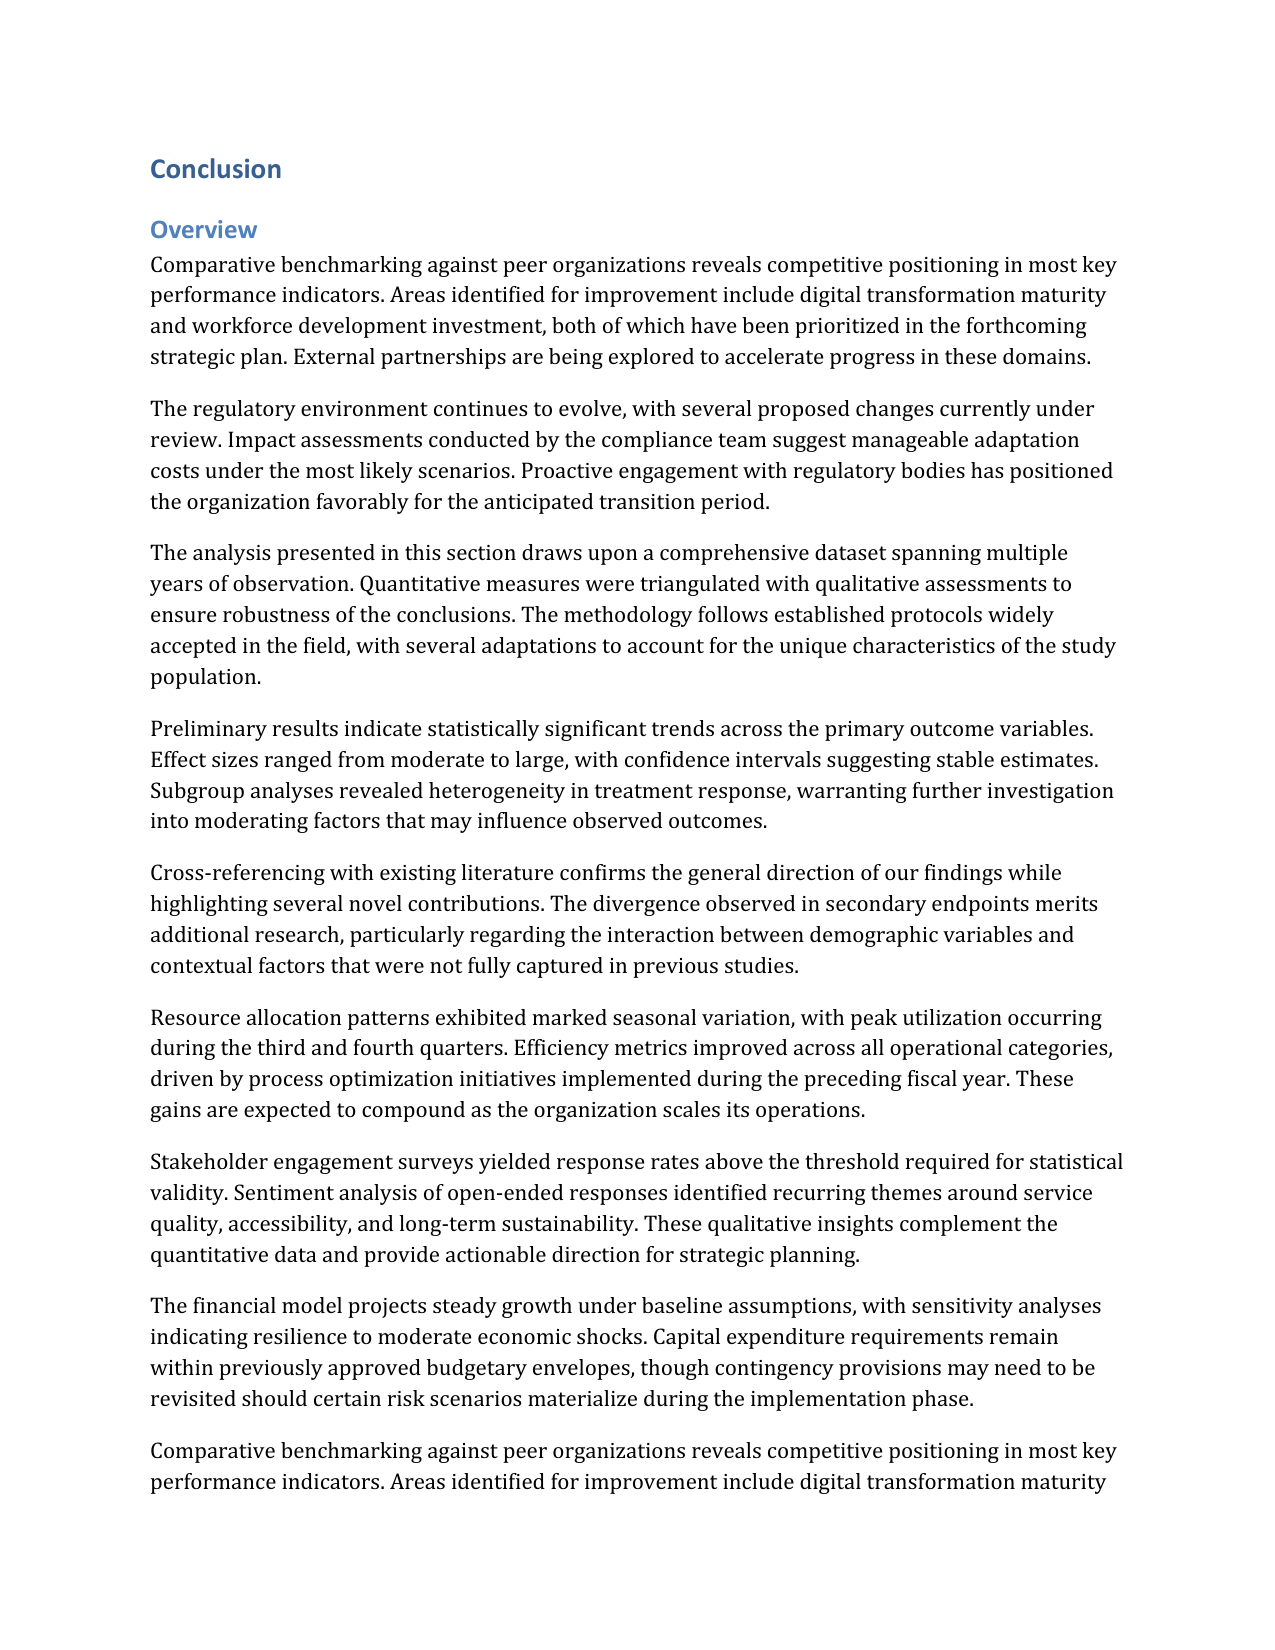 Conclusion
Overview
Comparative benchmarking against peer organizations reveals competitive positioning in most key
performance indicators. Areas identified for improvement include digital transformation maturity
and workforce development investment, both of which have been prioritized in the forthcoming
strategic plan. External partnerships are being explored to accelerate progress in these domains.
The regulatory environment continues to evolve, with several proposed changes currently under
review. Impact assessments conducted by the compliance team suggest manageable adaptation
costs under the most likely scenarios. Proactive engagement with regulatory bodies has positioned
the organization favorably for the anticipated transition period.
The analysis presented in this section draws upon a comprehensive dataset spanning multiple
years of observation. Quantitative measures were triangulated with qualitative assessments to
ensure robustness of the conclusions. The methodology follows established protocols widely
accepted in the field, with several adaptations to account for the unique characteristics of the study
population.
Preliminary results indicate statistically significant trends across the primary outcome variables.
Effect sizes ranged from moderate to large, with confidence intervals suggesting stable estimates.
Subgroup analyses revealed heterogeneity in treatment response, warranting further investigation
into moderating factors that may influence observed outcomes.
Cross-referencing with existing literature confirms the general direction of our findings while
highlighting several novel contributions. The divergence observed in secondary endpoints merits
additional research, particularly regarding the interaction between demographic variables and
contextual factors that were not fully captured in previous studies.
Resource allocation patterns exhibited marked seasonal variation, with peak utilization occurring
during the third and fourth quarters. Efficiency metrics improved across all operational categories,
driven by process optimization initiatives implemented during the preceding fiscal year. These
gains are expected to compound as the organization scales its operations.
Stakeholder engagement surveys yielded response rates above the threshold required for statistical
validity. Sentiment analysis of open-ended responses identified recurring themes around service
quality, accessibility, and long-term sustainability. These qualitative insights complement the
quantitative data and provide actionable direction for strategic planning.
The financial model projects steady growth under baseline assumptions, with sensitivity analyses
indicating resilience to moderate economic shocks. Capital expenditure requirements remain
within previously approved budgetary envelopes, though contingency provisions may need to be
revisited should certain risk scenarios materialize during the implementation phase.
Comparative benchmarking against peer organizations reveals competitive positioning in most key
performance indicators. Areas identified for improvement include digital transformation maturity